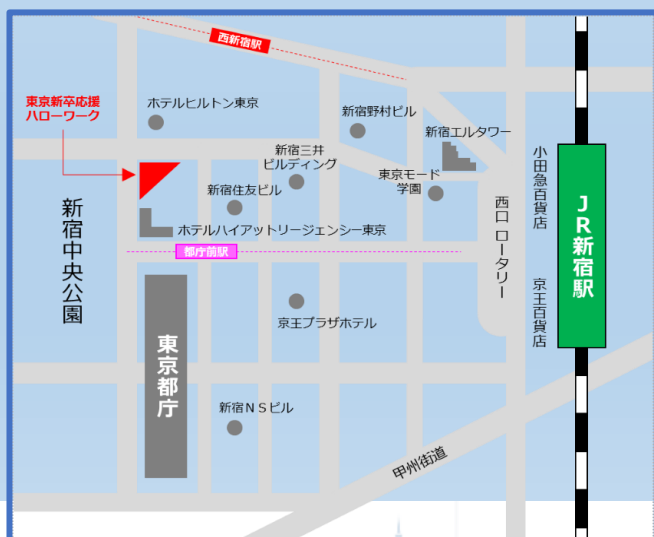 西新宿駅
東京新卒応援
ハローワーク
ホテルヒルトン東京
新宿野村ビル
新宿エルタワー
新宿三井
ビルディング
東京モード
学園
新宿住友ビル
小田急百貨店
JR新宿駅
新宿中央公園
ホテルハイアットリージェンシー東京
西口 ロータリー
都庁前駅
京王百貨店
京王プラザホテル
東京都庁
新宿NSビル
甲州街道